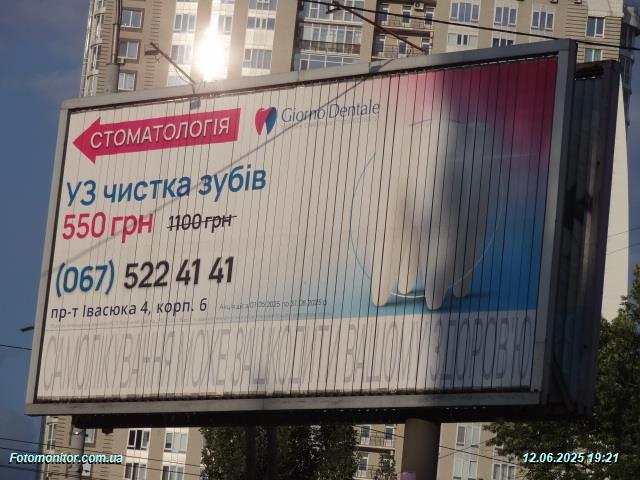 СТОМАТОЛОГІЯ
Giorno Dentale
УЗ чистка зубів
550 грн 1100 грн
(067) 522 41 41
пр-т Івасюка 4, корп. 6
САМОЛІКУВАННЯ МОЖЕ ЗАШКОДИТИ ВАШОМУ ЗДОРОВ'Ю
Fotomonitor.com.ua
12.06.2025 19:21